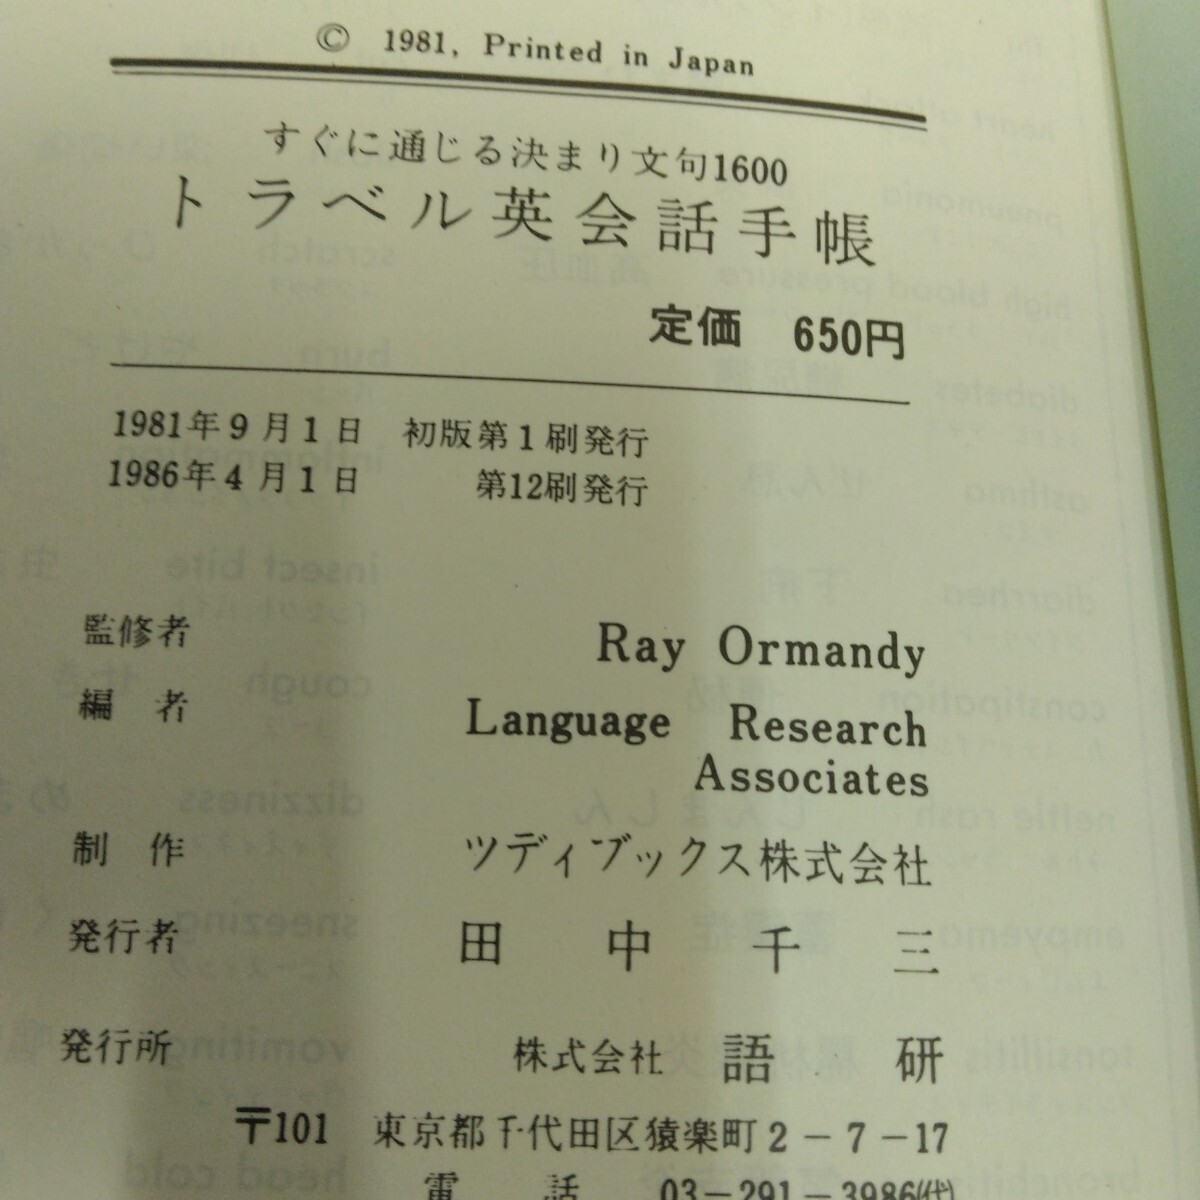 © 1981, Printed in Japan
すぐに通じる決まり文句1600
トラベル英会話手帳
定価 650円
1981年9月1日 初版第1刷発行
1986年4月1日 第12刷発行
監修者 Ray Ormandy
編者 Language Research
Associates
制作 ツディブックス株式会社
発行者 田中千三
発行所 株式会社 語研
〒101 東京都千代田区猿楽町2-7-17
電話 03-291-3986(代)